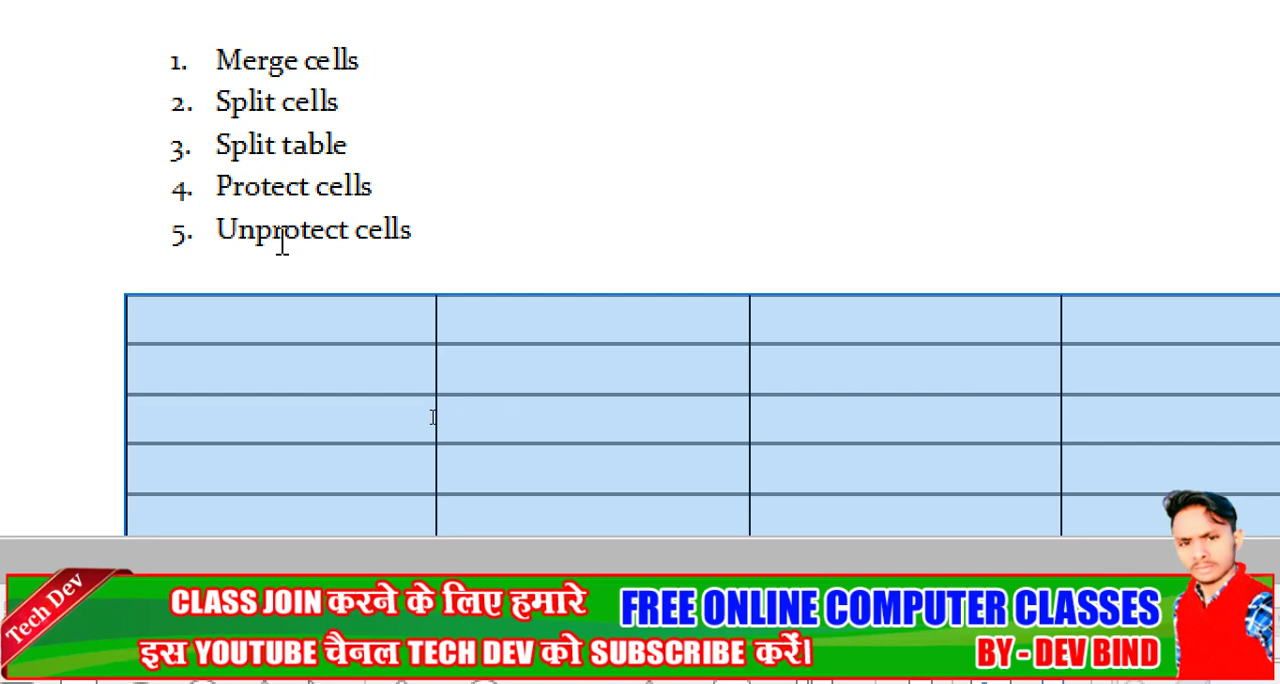 1. Merge cells
2. Split cells
3. Split table
4. Protect cells
5. Unprotect cells
Tech Dev
CLASS JOIN करने के लिए हमारे
इस YOUTUBE चैनल TECH DEV को SUBSCRIBE करें।
FREE ONLINE COMPUTER CLASSES
BY - DEV BIND